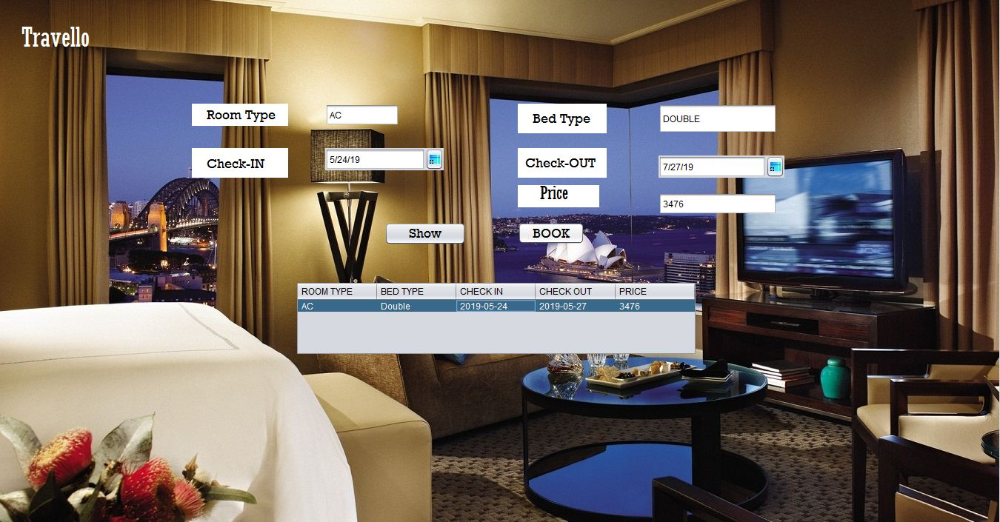 Travello
Room Type AC Bed Type DOUBLE
Check-IN 5/24/19 Check-OUT 7/27/19
Price 3476
Show BOOK
ROOM TYPE BED TYPE CHECK IN CHECK OUT PRICE
AC Double 2019-05-24 2019-05-27 3476